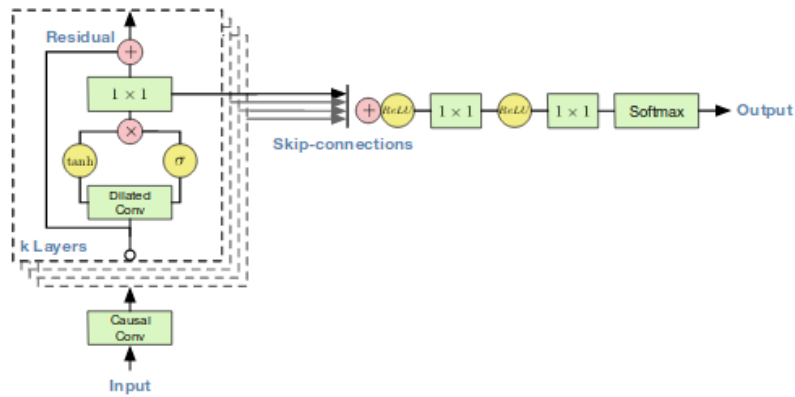 Residual
+
1 × 1
×
tanh
σ
Dilated
Conv
k Layers
Causal
Conv
Input
Skip-connections
+
ReLU
1 × 1
ReLU
1 × 1
Softmax
Output